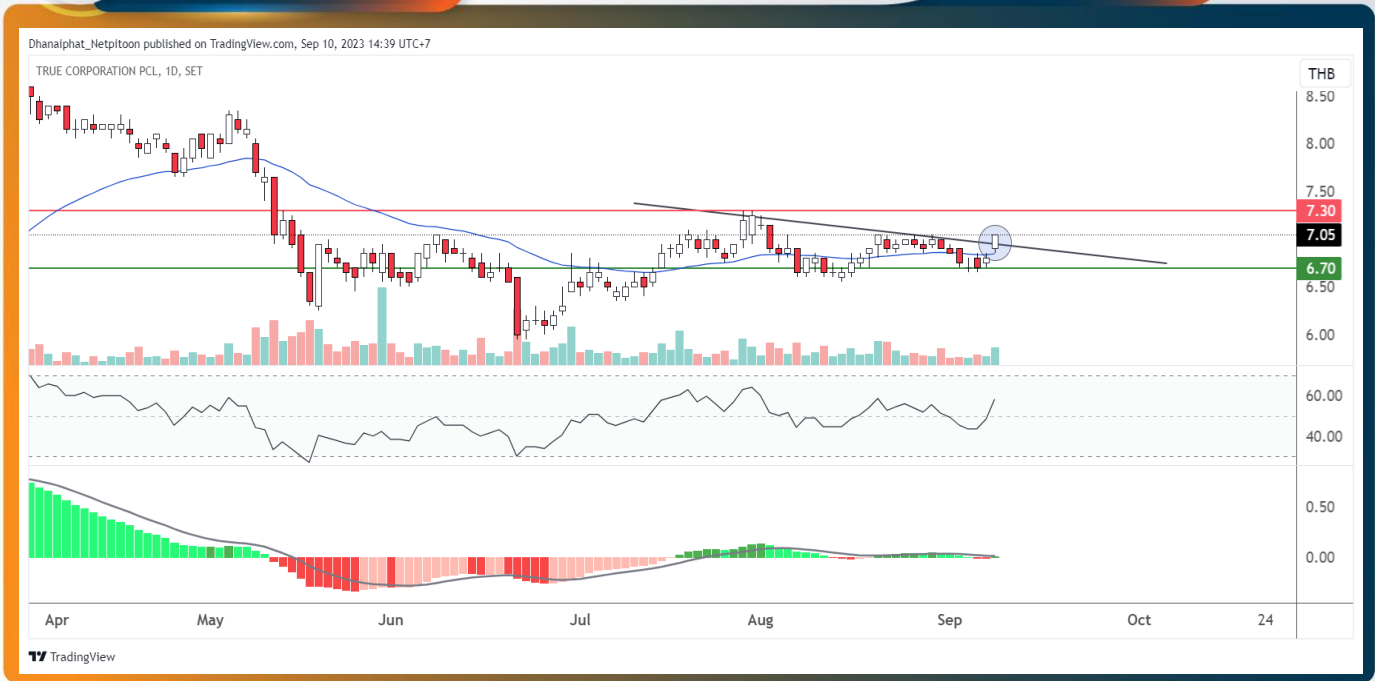 Dhanaiphat_Netpitoon published on TradingView.com, Sep 10, 2023 14:39 UTC+7
TRUE CORPORATION PCL, 1D, SET
THB
8.50
8.00
7.50
7.30
7.05
6.70
6.50
6.00
60.00
40.00
0.50
0.00
Apr May Jun Jul Aug Sep Oct 24
TradingView